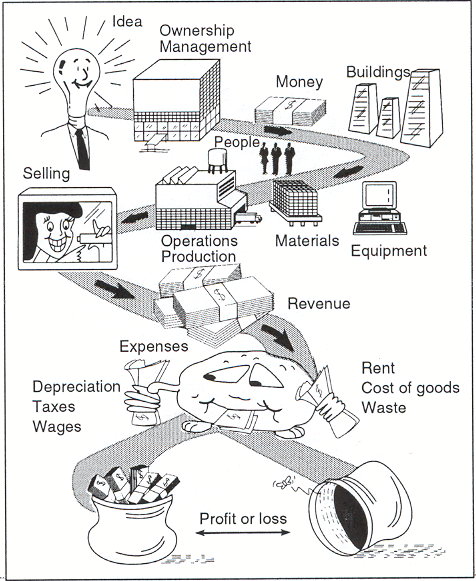 Idea
Ownership
Management
Money
Buildings
People
Selling
Operations
Production
Materials
Equipment
Revenue
Expenses
Depreciation
Taxes
Wages
Rent
Cost of goods
Waste
Profit or loss